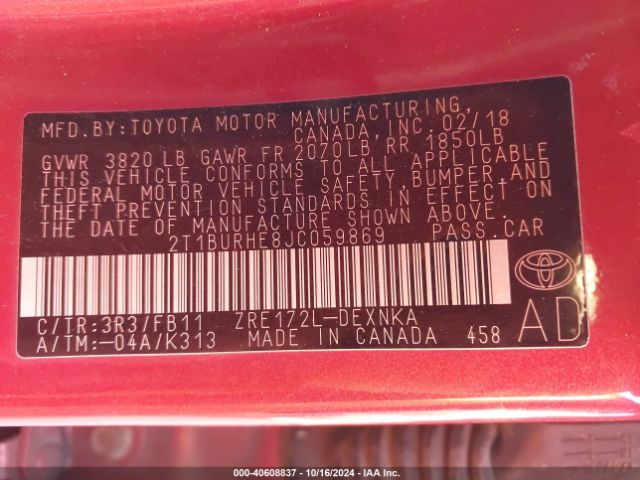 MFD.BY:TOYOTA MOTOR MANUFACTURING,
CANADA,INC. 02/18
GVWR 3820 LB GAWR FR 2070LB RR 1850LB
THIS VEHICLE CONFORMS TO ALL APPLICABLE
FEDERAL MOTOR VEHICLE SAFETY,BUMPER,AND
THEFT PREVENTION STANDARDS IN EFFECT ON
THE DATE OF MANUFACTURE SHOWN ABOVE.
2T1BURHE8JC059869 PASS.CAR
C/TR:3R3/FB11 ZRE172L-DEXNKA
A/TM:-04A/K313 MADE IN CANADA 458
AD
000-40608837 - 10/16/2024 - IAA Inc.